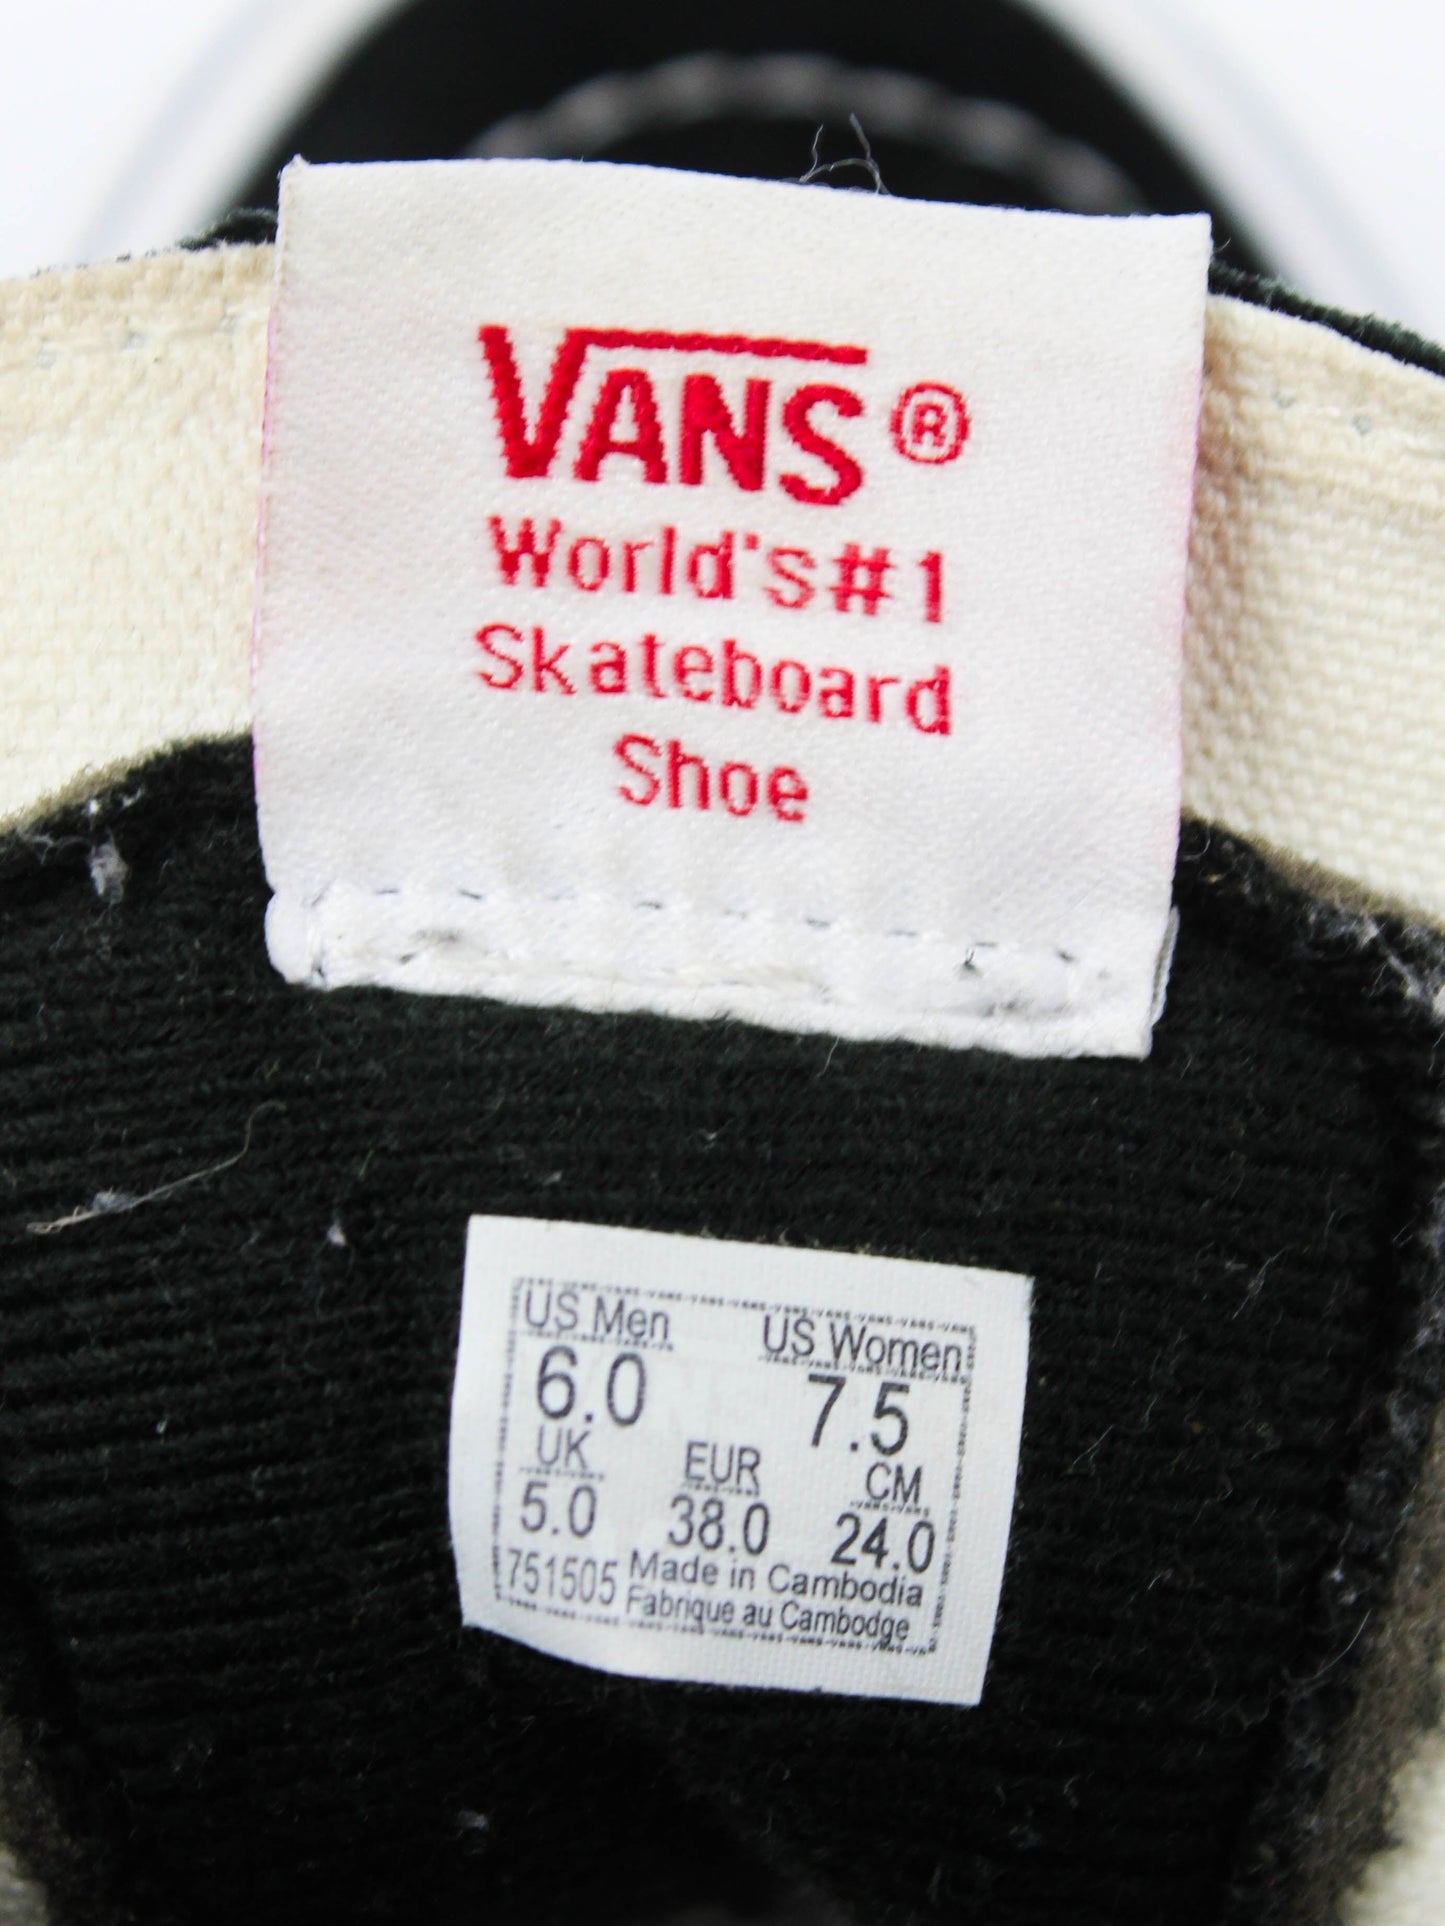 VANS®
World's #1
Skateboard
Shoe
US Men US Women
6.0 7.5
UK EUR CM
5.0 38.0 24.0
751505 Made in Cambodia
Fabrique au Cambodge